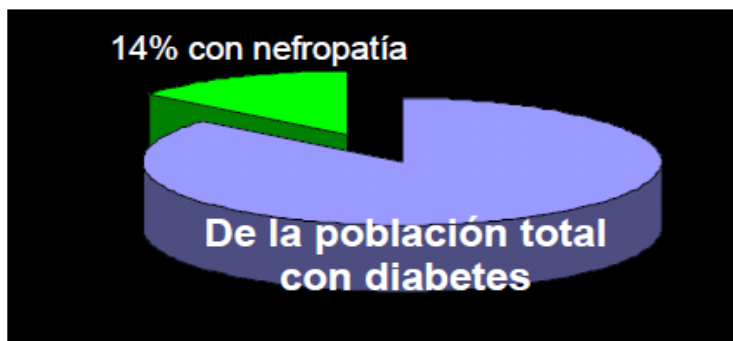 14% con nefropatía
De la población total
con diabetes